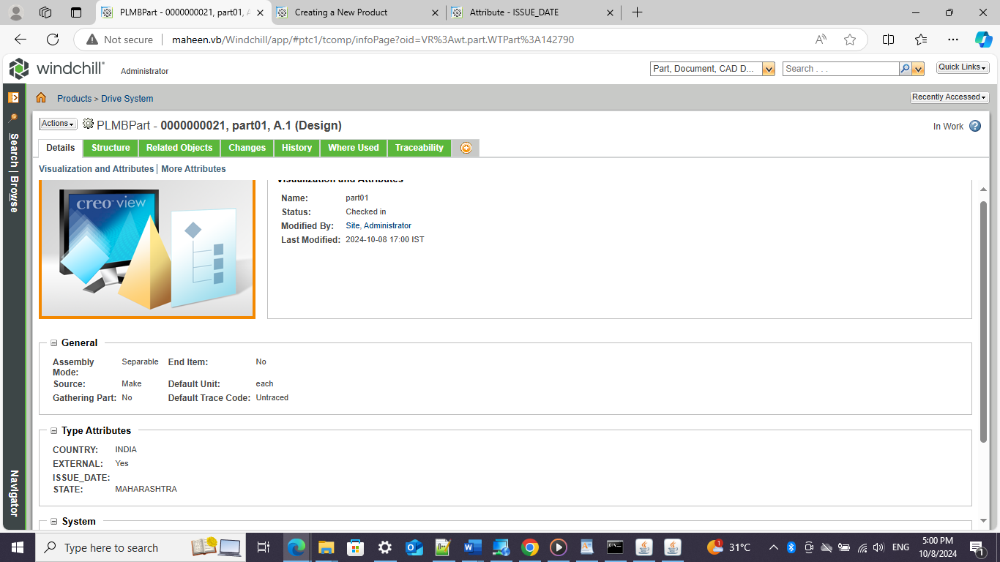 PLMBPart - 0000000021, part01, A
Creating a New Product
Attribute - ISSUE_DATE
Not secure
maheen.vb/Windchill/app/#ptc1/tcomp/infoPage?oid=VR%3Awt.part.WTPart%3A142790
windchill
Administrator
Part, Document, CAD D...
Search . . .
Quick Links
Products > Drive System
Recently Accessed
Actions
PLMBPart - 0000000021, part01, A.1 (Design)
In Work
Details
Structure
Related Objects
Changes
History
Where Used
Traceability
Search | Browse
Navigator
Visualization and Attributes | More Attributes
creo view
Visualization and Attributes
Name: part01
Status: Checked in
Modified By: Site, Administrator
Last Modified: 2024-10-08 17:00 IST
General
Assembly Mode: Separable End Item: No
Source: Make Default Unit: each
Gathering Part: No Default Trace Code: Untraced
Type Attributes
COUNTRY: INDIA
EXTERNAL: Yes
ISSUE_DATE:
STATE: MAHARASHTRA
System
Type here to search
1
31°C
ENG
5:00 PM
10/8/2024
1